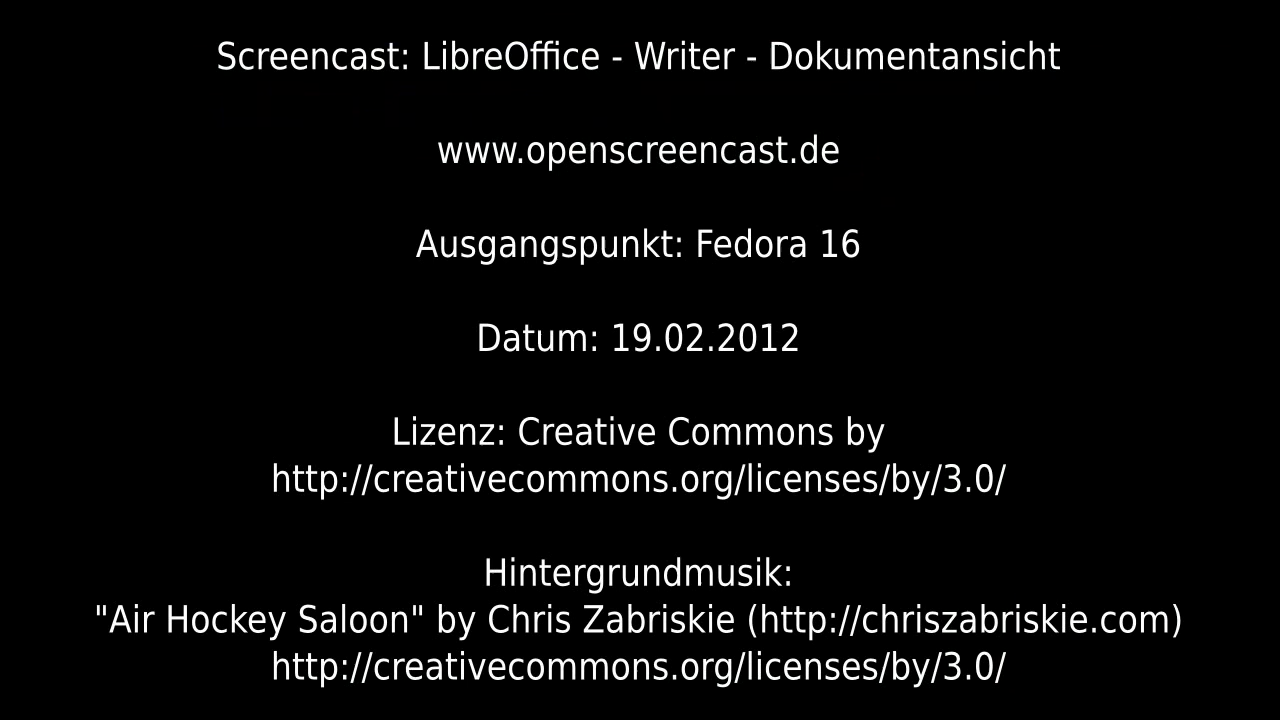 Screencast: LibreOffice - Writer - Dokumentansicht
www.openscreencast.de
Ausgangspunkt: Fedora 16
Datum: 19.02.2012
Lizenz: Creative Commons by
http://creativecommons.org/licenses/by/3.0/
Hintergrundmusik:
"Air Hockey Saloon" by Chris Zabriskie (http://chriszabriskie.com)
http://creativecommons.org/licenses/by/3.0/